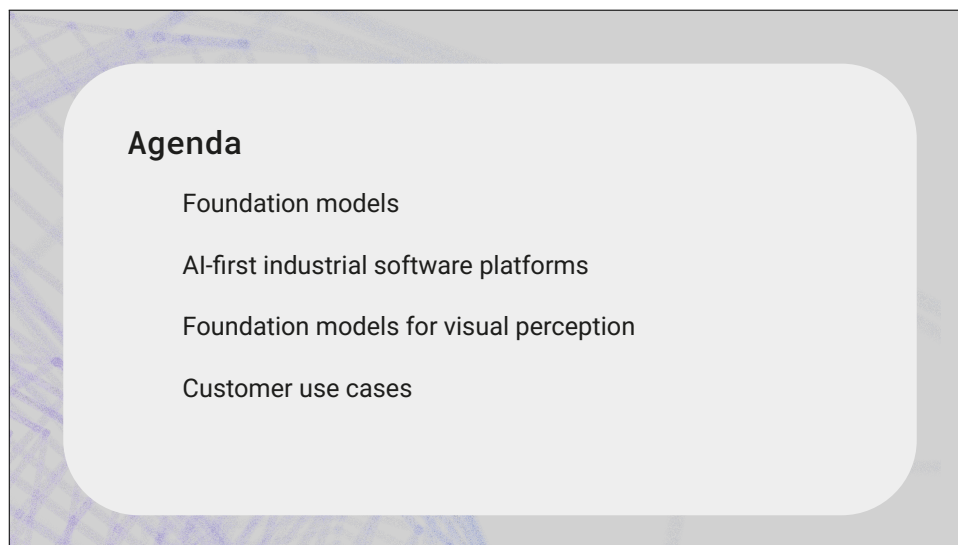 Agenda
Foundation models
AI-first industrial software platforms
Foundation models for visual perception
Customer use cases